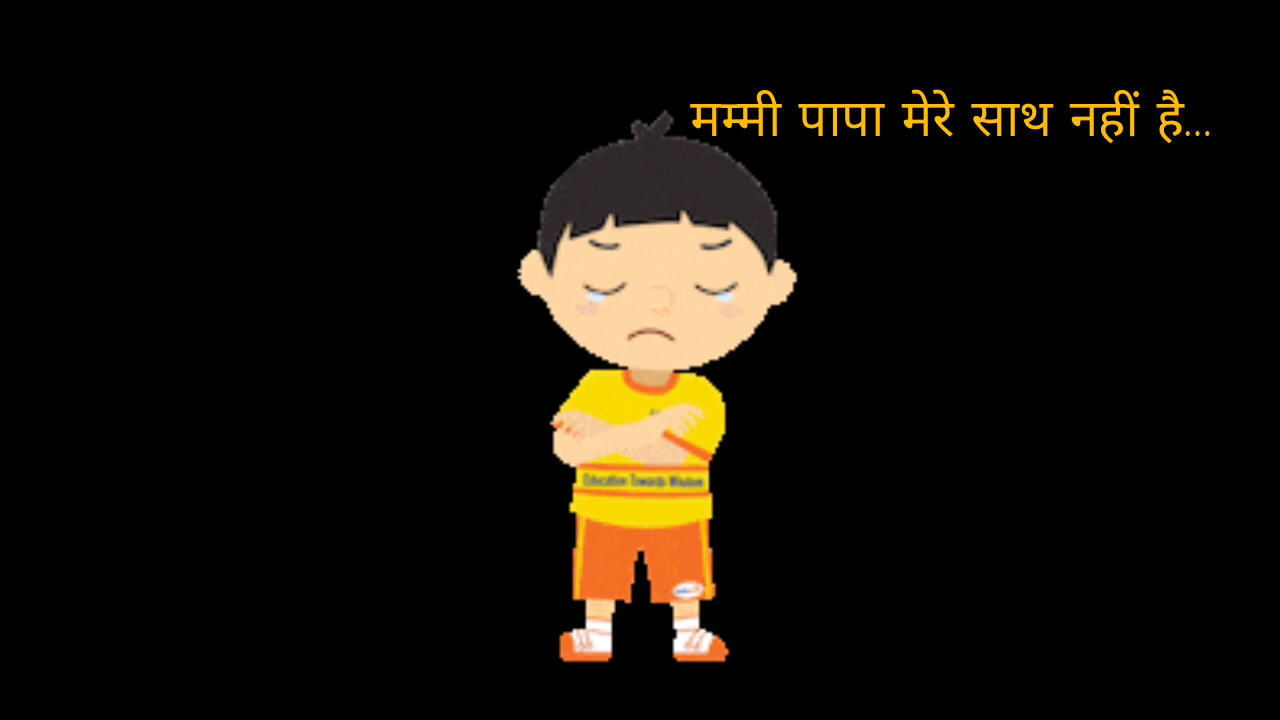 मम्मी पापा मेरे साथ नहीं है...
Education Towards Wisdom